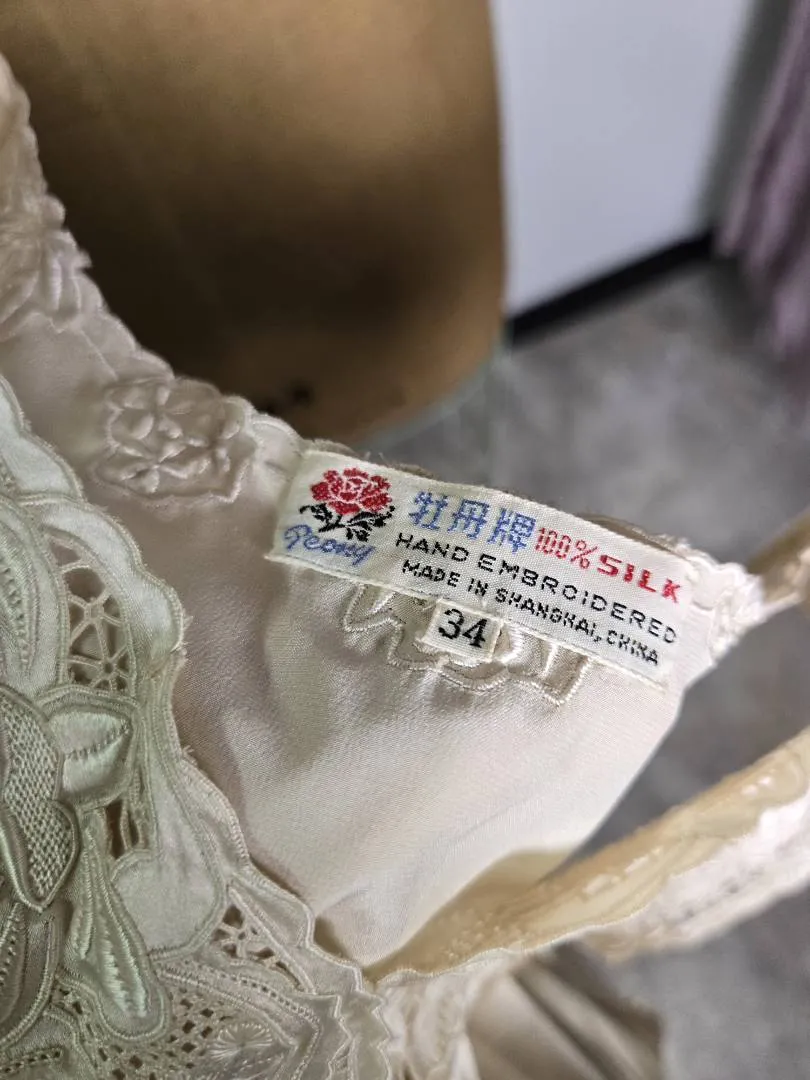 牡丹牌 100% SILK
Peony
HAND EMBROIDERED
MADE IN SHANGHAI, CHINA
34